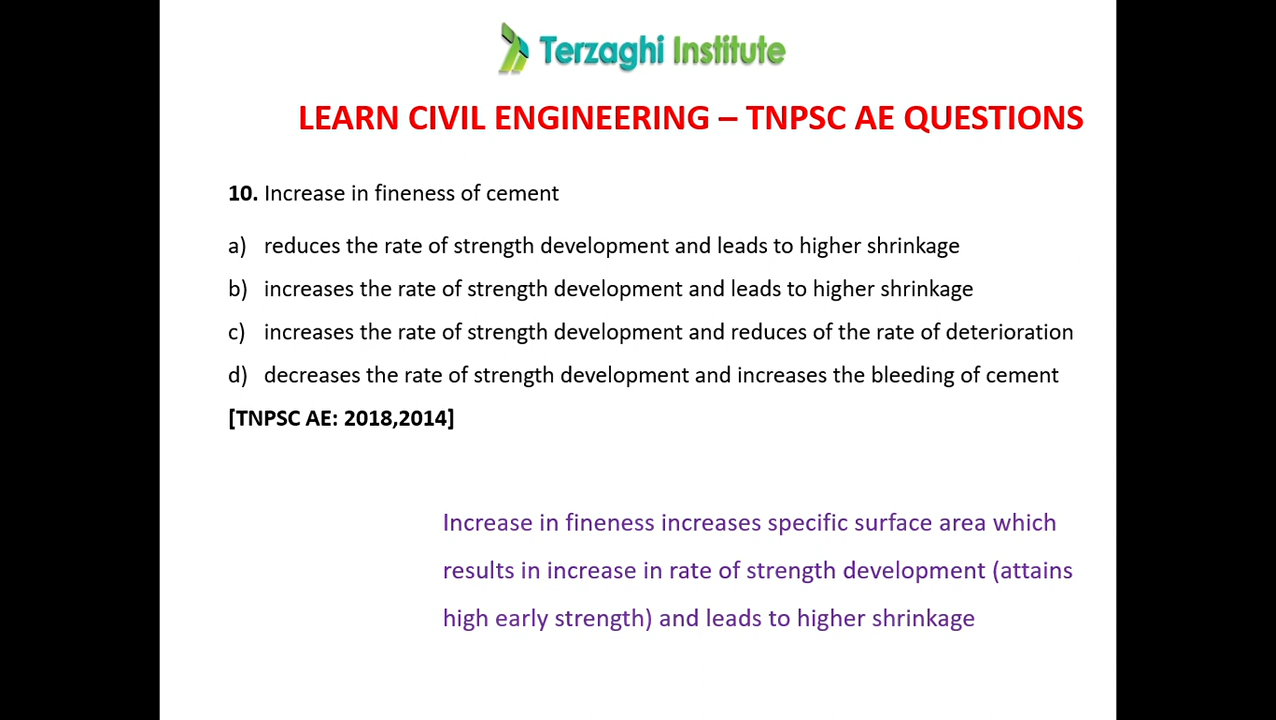 Terzaghi Institute
LEARN CIVIL ENGINEERING – TNPSC AE QUESTIONS
10. Increase in fineness of cement
a) reduces the rate of strength development and leads to higher shrinkage
b) increases the rate of strength development and leads to higher shrinkage
c) increases the rate of strength development and reduces of the rate of deterioration
d) decreases the rate of strength development and increases the bleeding of cement
[TNPSC AE: 2018,2014]
Increase in fineness increases specific surface area which
results in increase in rate of strength development (attains
high early strength) and leads to higher shrinkage